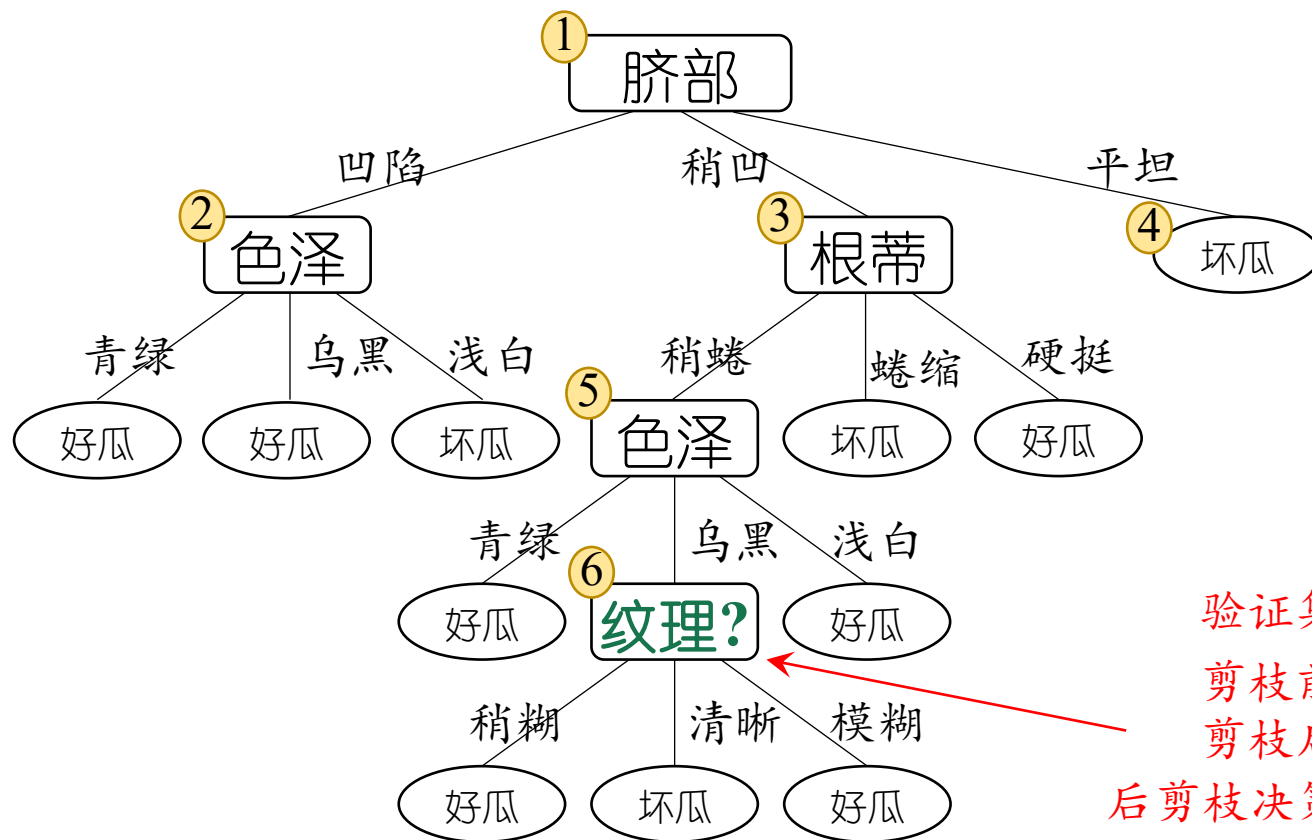 1
脐部
凹陷
稍凹
平坦
2
色泽
3
根蒂
4
坏瓜
青绿
乌黑
浅白
稍蜷
蜷缩
硬挺
好瓜
好瓜
坏瓜
5
色泽
坏瓜
好瓜
青绿
乌黑
浅白
好瓜
6
纹理?
好瓜
验证集
剪枝前
稍糊
清晰
模糊
剪枝后
好瓜
坏瓜
好瓜
后剪枝决